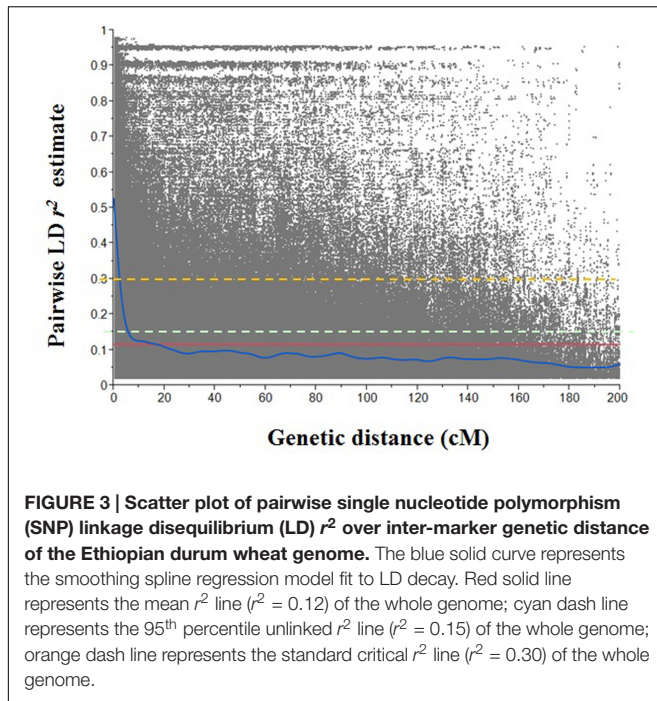 1
0.9
0.8
0.7
0.6
0.5
0.4
0.3
0.2
0.1
0
Pairwise LD r² estimate
0 20 40 60 80 100 120 140 160 180 200
Genetic distance (cM)
FIGURE 3 | Scatter plot of pairwise single nucleotide polymorphism
(SNP) linkage disequilibrium (LD) r² over inter-marker genetic distance
of the Ethiopian durum wheat genome. The blue solid curve represents
the smoothing spline regression model fit to LD decay. Red solid line
represents the mean r² line (r² = 0.12) of the whole genome; cyan dash line
represents the 95th percentile unlinked r² line (r² = 0.15) of the whole genome;
orange dash line represents the standard critical r² line (r² = 0.30) of the whole
genome.